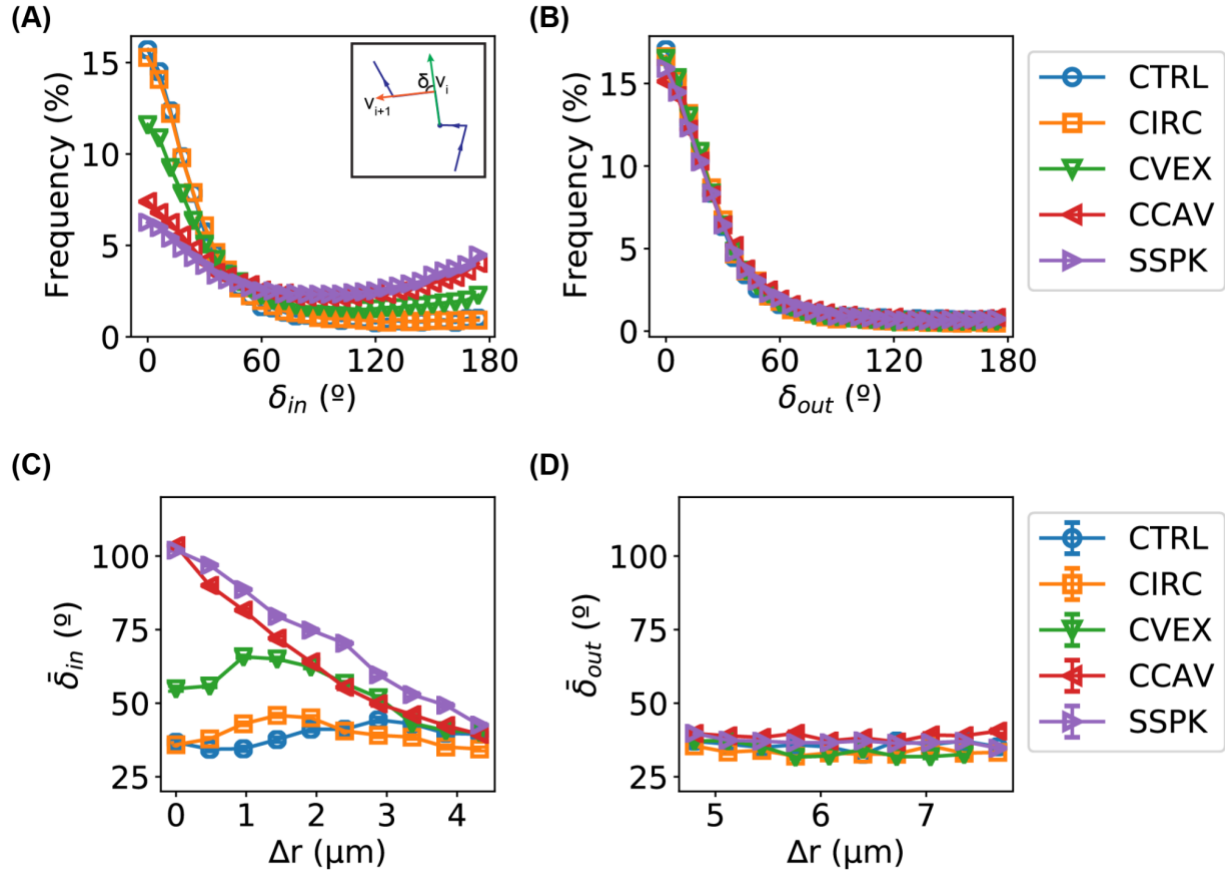 (A)
Frequency (%)
15
10
5
0
0 60 120 180
δin (º)
δ Vi
Vi+1
(B)
Frequency (%)
15
10
5
0
0 60 120 180
δout (º)
CTRL
CIRC
CVEX
CCAV
SSPK
(C)
δ̄in (º)
100
75
50
25
0 1 2 3 4
Δr (μm)
(D)
δ̄out (º)
100
75
50
25
5 6 7
Δr (μm)
CTRL
CIRC
CVEX
CCAV
SSPK